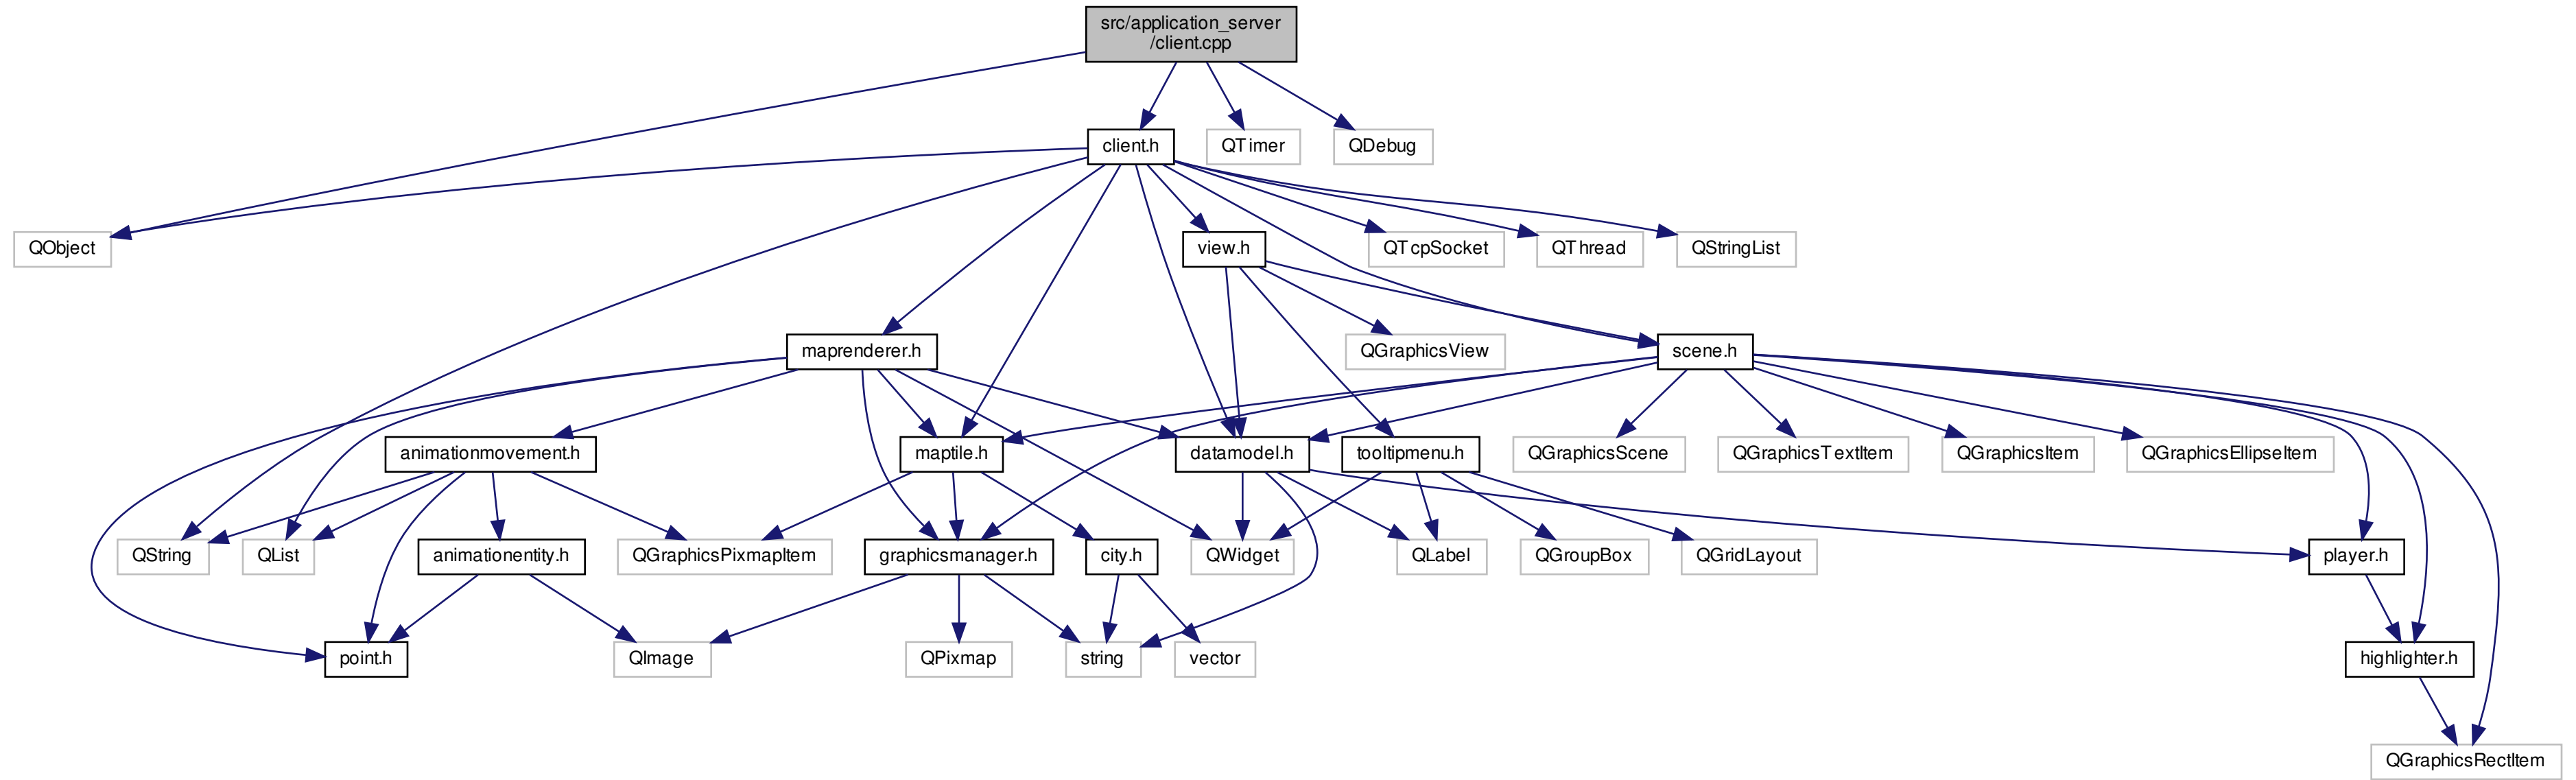 src/application_server
/client.cpp
client.h
QTimer
QDebug
QObject
view.h
QTcpSocket
QThread
QStringList
maprenderer.h
QGraphicsView
scene.h
animationmovement.h
maptile.h
datamodel.h
tooltipmenu.h
QGraphicsScene
QGraphicsTextItem
QGraphicsItem
QGraphicsEllipseItem
QString
QList
animationentity.h
QGraphicsPixmapItem
graphicsmanager.h
city.h
QWidget
QLabel
QGroupBox
QGridLayout
player.h
point.h
QImage
QPixmap
string
vector
highlighter.h
QGraphicsRectItem